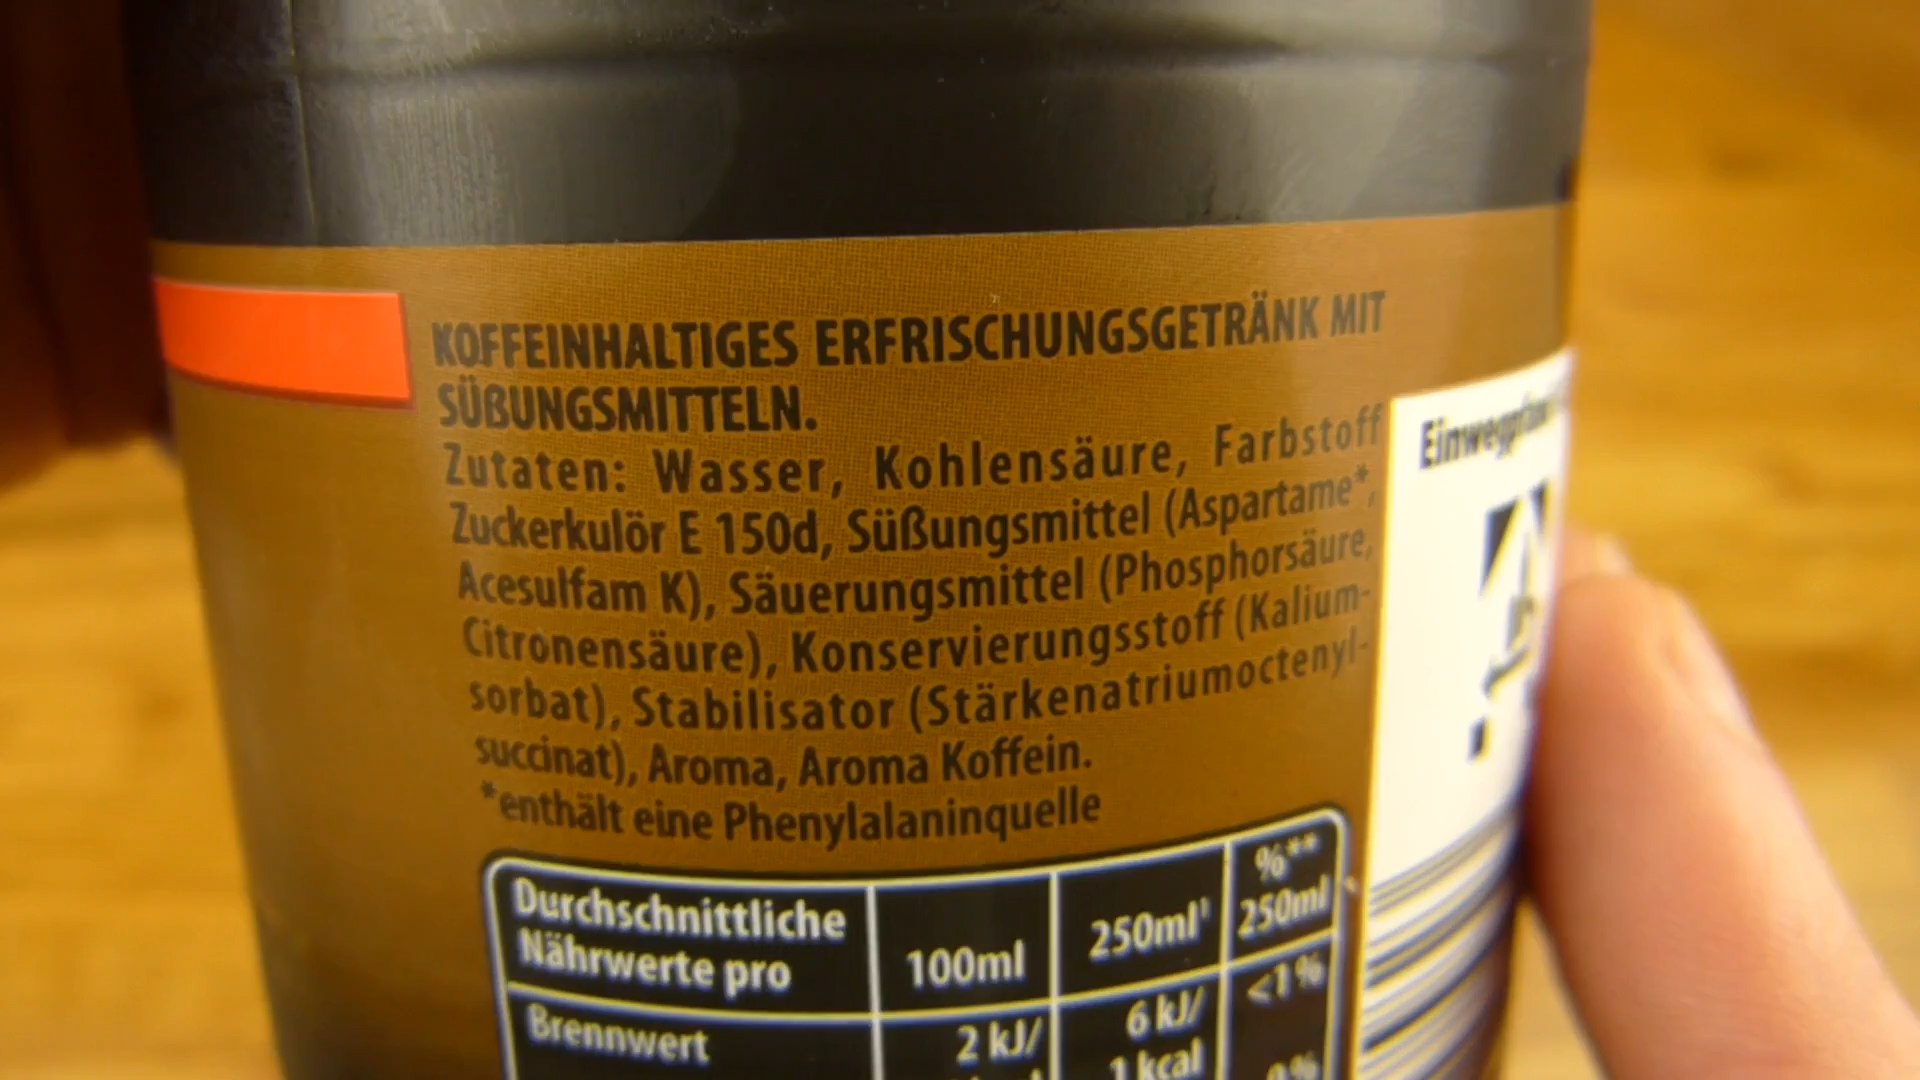 KOFFEINHALTIGES ERFRISCHUNGSGETRÄNK MIT
SÜßUNGSMITTELN.
Zutaten: Wasser, Kohlensäure, Farbstoff
Zuckerkulör E 150d, Süßungsmittel (Aspartame*,
Acesulfam K), Säuerungsmittel (Phosphorsäure,
Citronensäure), Konservierungsstoff (Kalium-
sorbat), Stabilisator (Stärkenatriumoctenyl-
succinat), Aroma, Aroma Koffein.
*enthält eine Phenylalaninquelle
Durchschnittliche
Nährwerte pro
100ml
250ml¹
%**
250ml
Brennwert
2 kJ/
6 kJ/
1 kcal
<1%